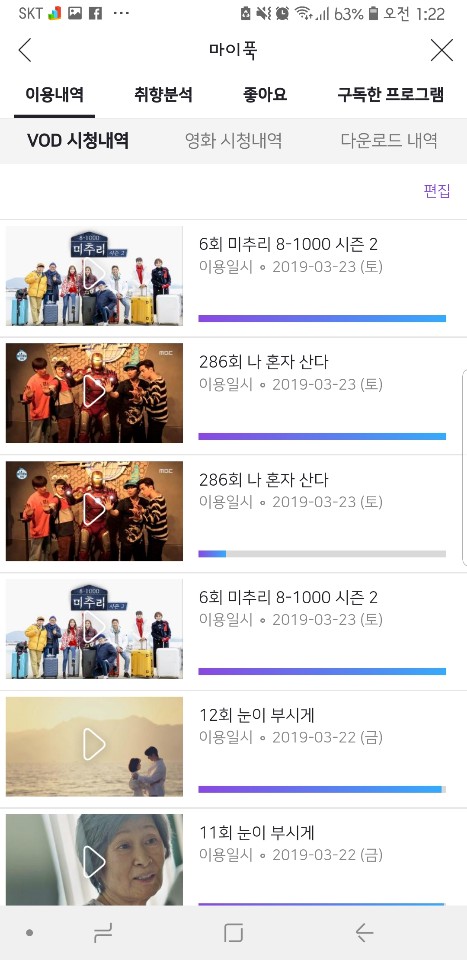 SKT
63% 오전 1:22
마이푹
이용내역 취향분석 좋아요 구독한 프로그램
VOD 시청내역 영화 시청내역 다운로드 내역
편집
8-1000
미추리
시즌 2
6회 미추리 8-1000 시즌 2
이용일시 2019-03-23 (토)
MBC
286회 나 혼자 산다
이용일시 2019-03-23 (토)
MBC
286회 나 혼자 산다
이용일시 2019-03-23 (토)
8-1000
미추리
시즌 2
6회 미추리 8-1000 시즌 2
이용일시 2019-03-23 (토)
12회 눈이 부시게
이용일시 2019-03-22 (금)
11회 눈이 부시게
이용일시 2019-03-22 (금)